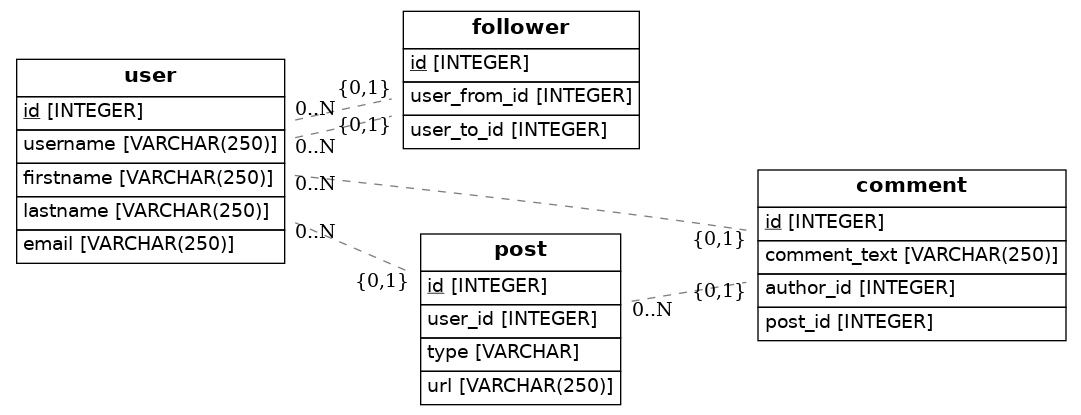 user
id [INTEGER]
username [VARCHAR(250)]
firstname [VARCHAR(250)]
lastname [VARCHAR(250)]
email [VARCHAR(250)]
follower
id [INTEGER]
user_from_id [INTEGER]
user_to_id [INTEGER]
{0,1}
0..N
{0,1}
0..N
0..N
{0,1}
0..N
{0,1}
post
id [INTEGER]
user_id [INTEGER]
type [VARCHAR]
url [VARCHAR(250)]
0..N
{0,1}
comment
id [INTEGER]
comment_text [VARCHAR(250)]
author_id [INTEGER]
post_id [INTEGER]